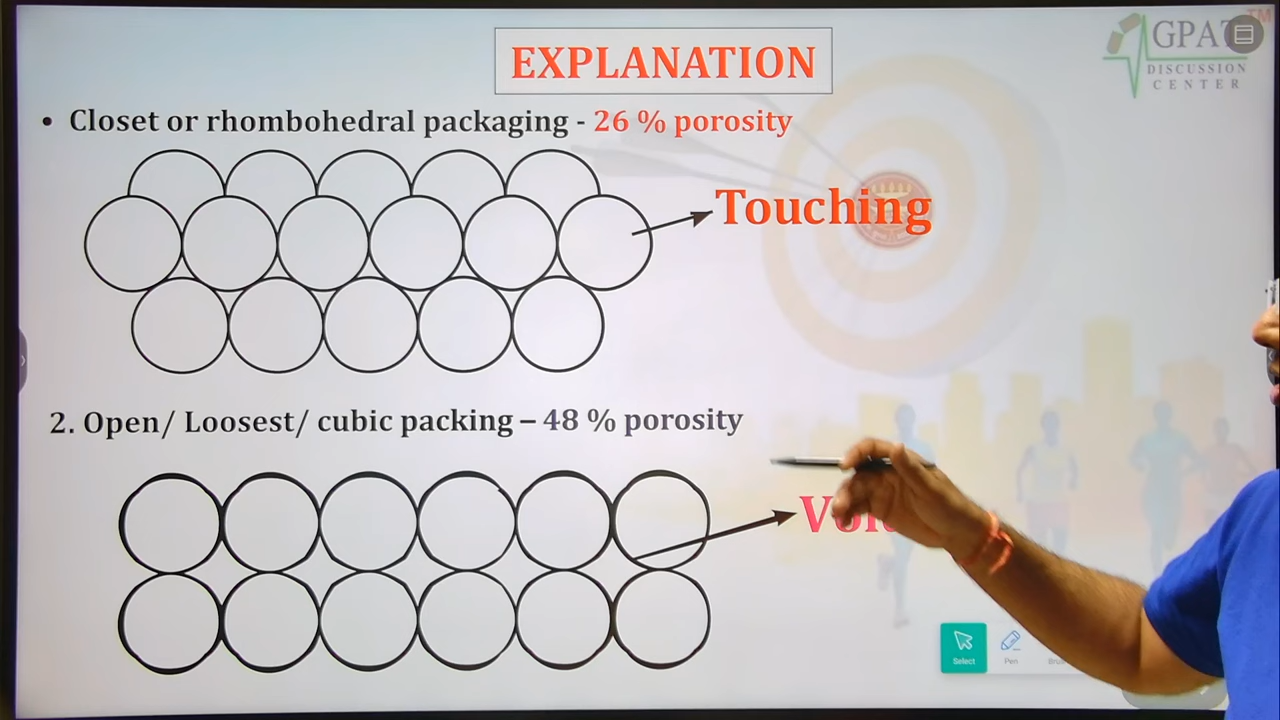 EXPLANATION
GPAT
DISCUSSION
CENTER
TM
• Closet or rhombohedral packaging - 26 % porosity
Touching
2. Open/ Loosest/ cubic packing – 48 % porosity
Select
Pen